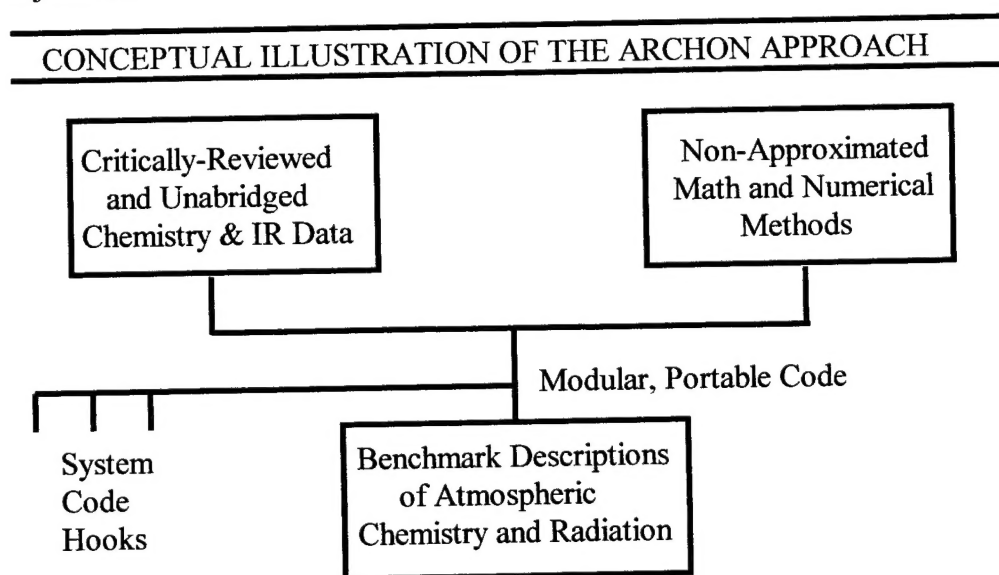 CONCEPTUAL ILLUSTRATION OF THE ARCHON APPROACH
Critically-Reviewed
and Unabridged
Chemistry & IR Data
Non-Approximated
Math and Numerical
Methods
Modular, Portable Code
System
Code
Hooks
Benchmark Descriptions
of Atmospheric
Chemistry and Radiation